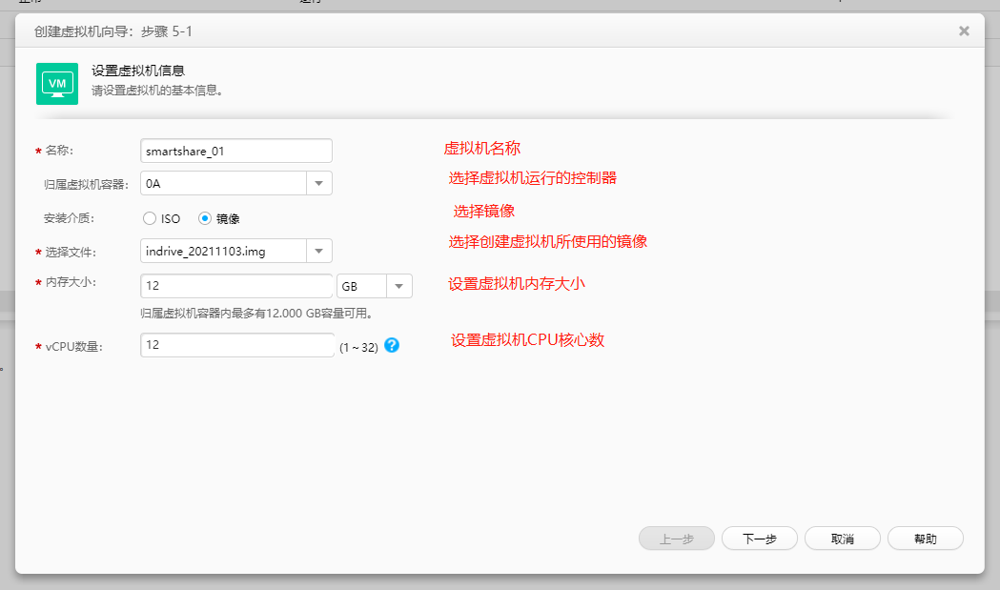 创建虚拟机向导：步骤 5-1
VM
设置虚拟机信息
请设置虚拟机的基本信息。
* 名称: smartshare_01 虚拟机名称
归属虚拟机容器: 0A 选择虚拟机运行的控制器
安装介质: ISO 镜像 选择镜像
* 选择文件: indrive_20211103.img 选择创建虚拟机所使用的镜像
* 内存大小: 12 GB 设置虚拟机内存大小
归属虚拟机容器内最多有12.000 GB容量可用。
* vCPU数量: 12 (1 ~ 32) ? 设置虚拟机CPU核心数
上一步 下一步 取消 帮助